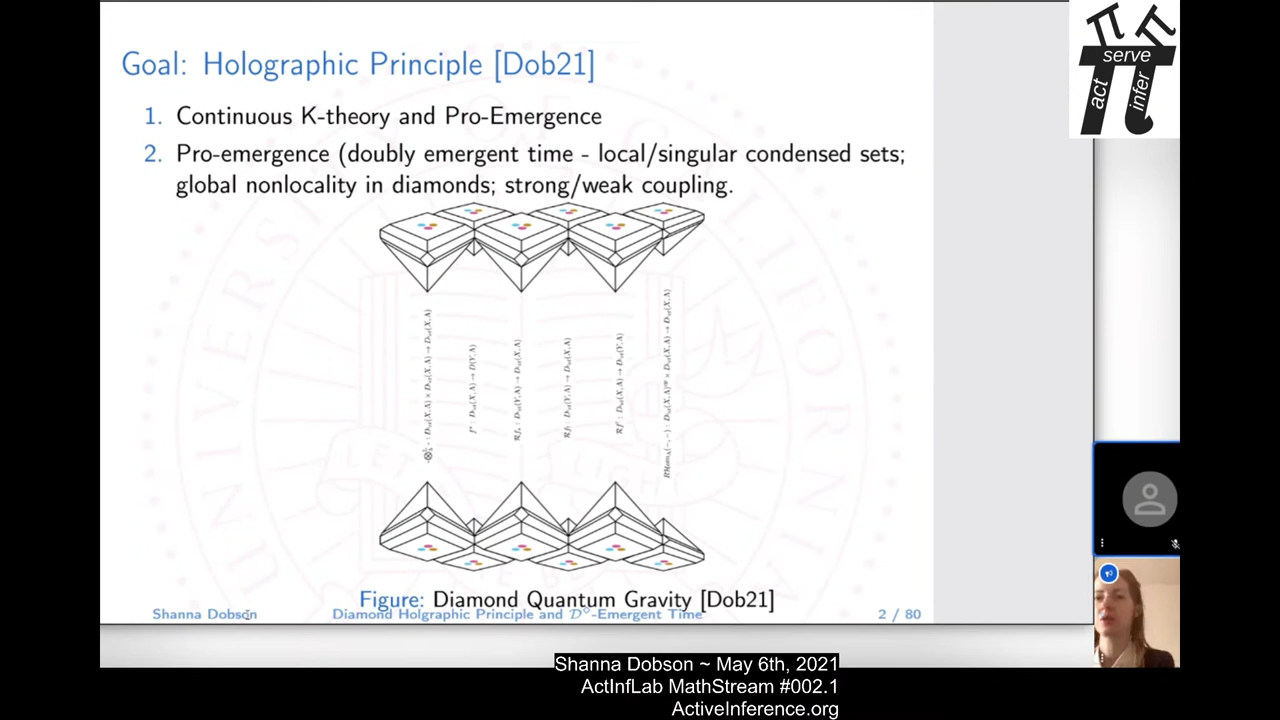 Goal: Holographic Principle [Dob21]
1. Continuous K-theory and Pro-Emergence
2. Pro-emergence (doubly emergent time - local/singular condensed sets;
global nonlocality in diamonds; strong/weak coupling.
Figure: Diamond Quantum Gravity [Dob21]
Shanna Dobson
Diamond Holgraphic Principle and 𝒟◇-Emergent Time
2 / 80
serve
act
infer
Shanna Dobson ~ May 6th, 2021
ActInfLab MathStream #002.1
ActiveInference.org